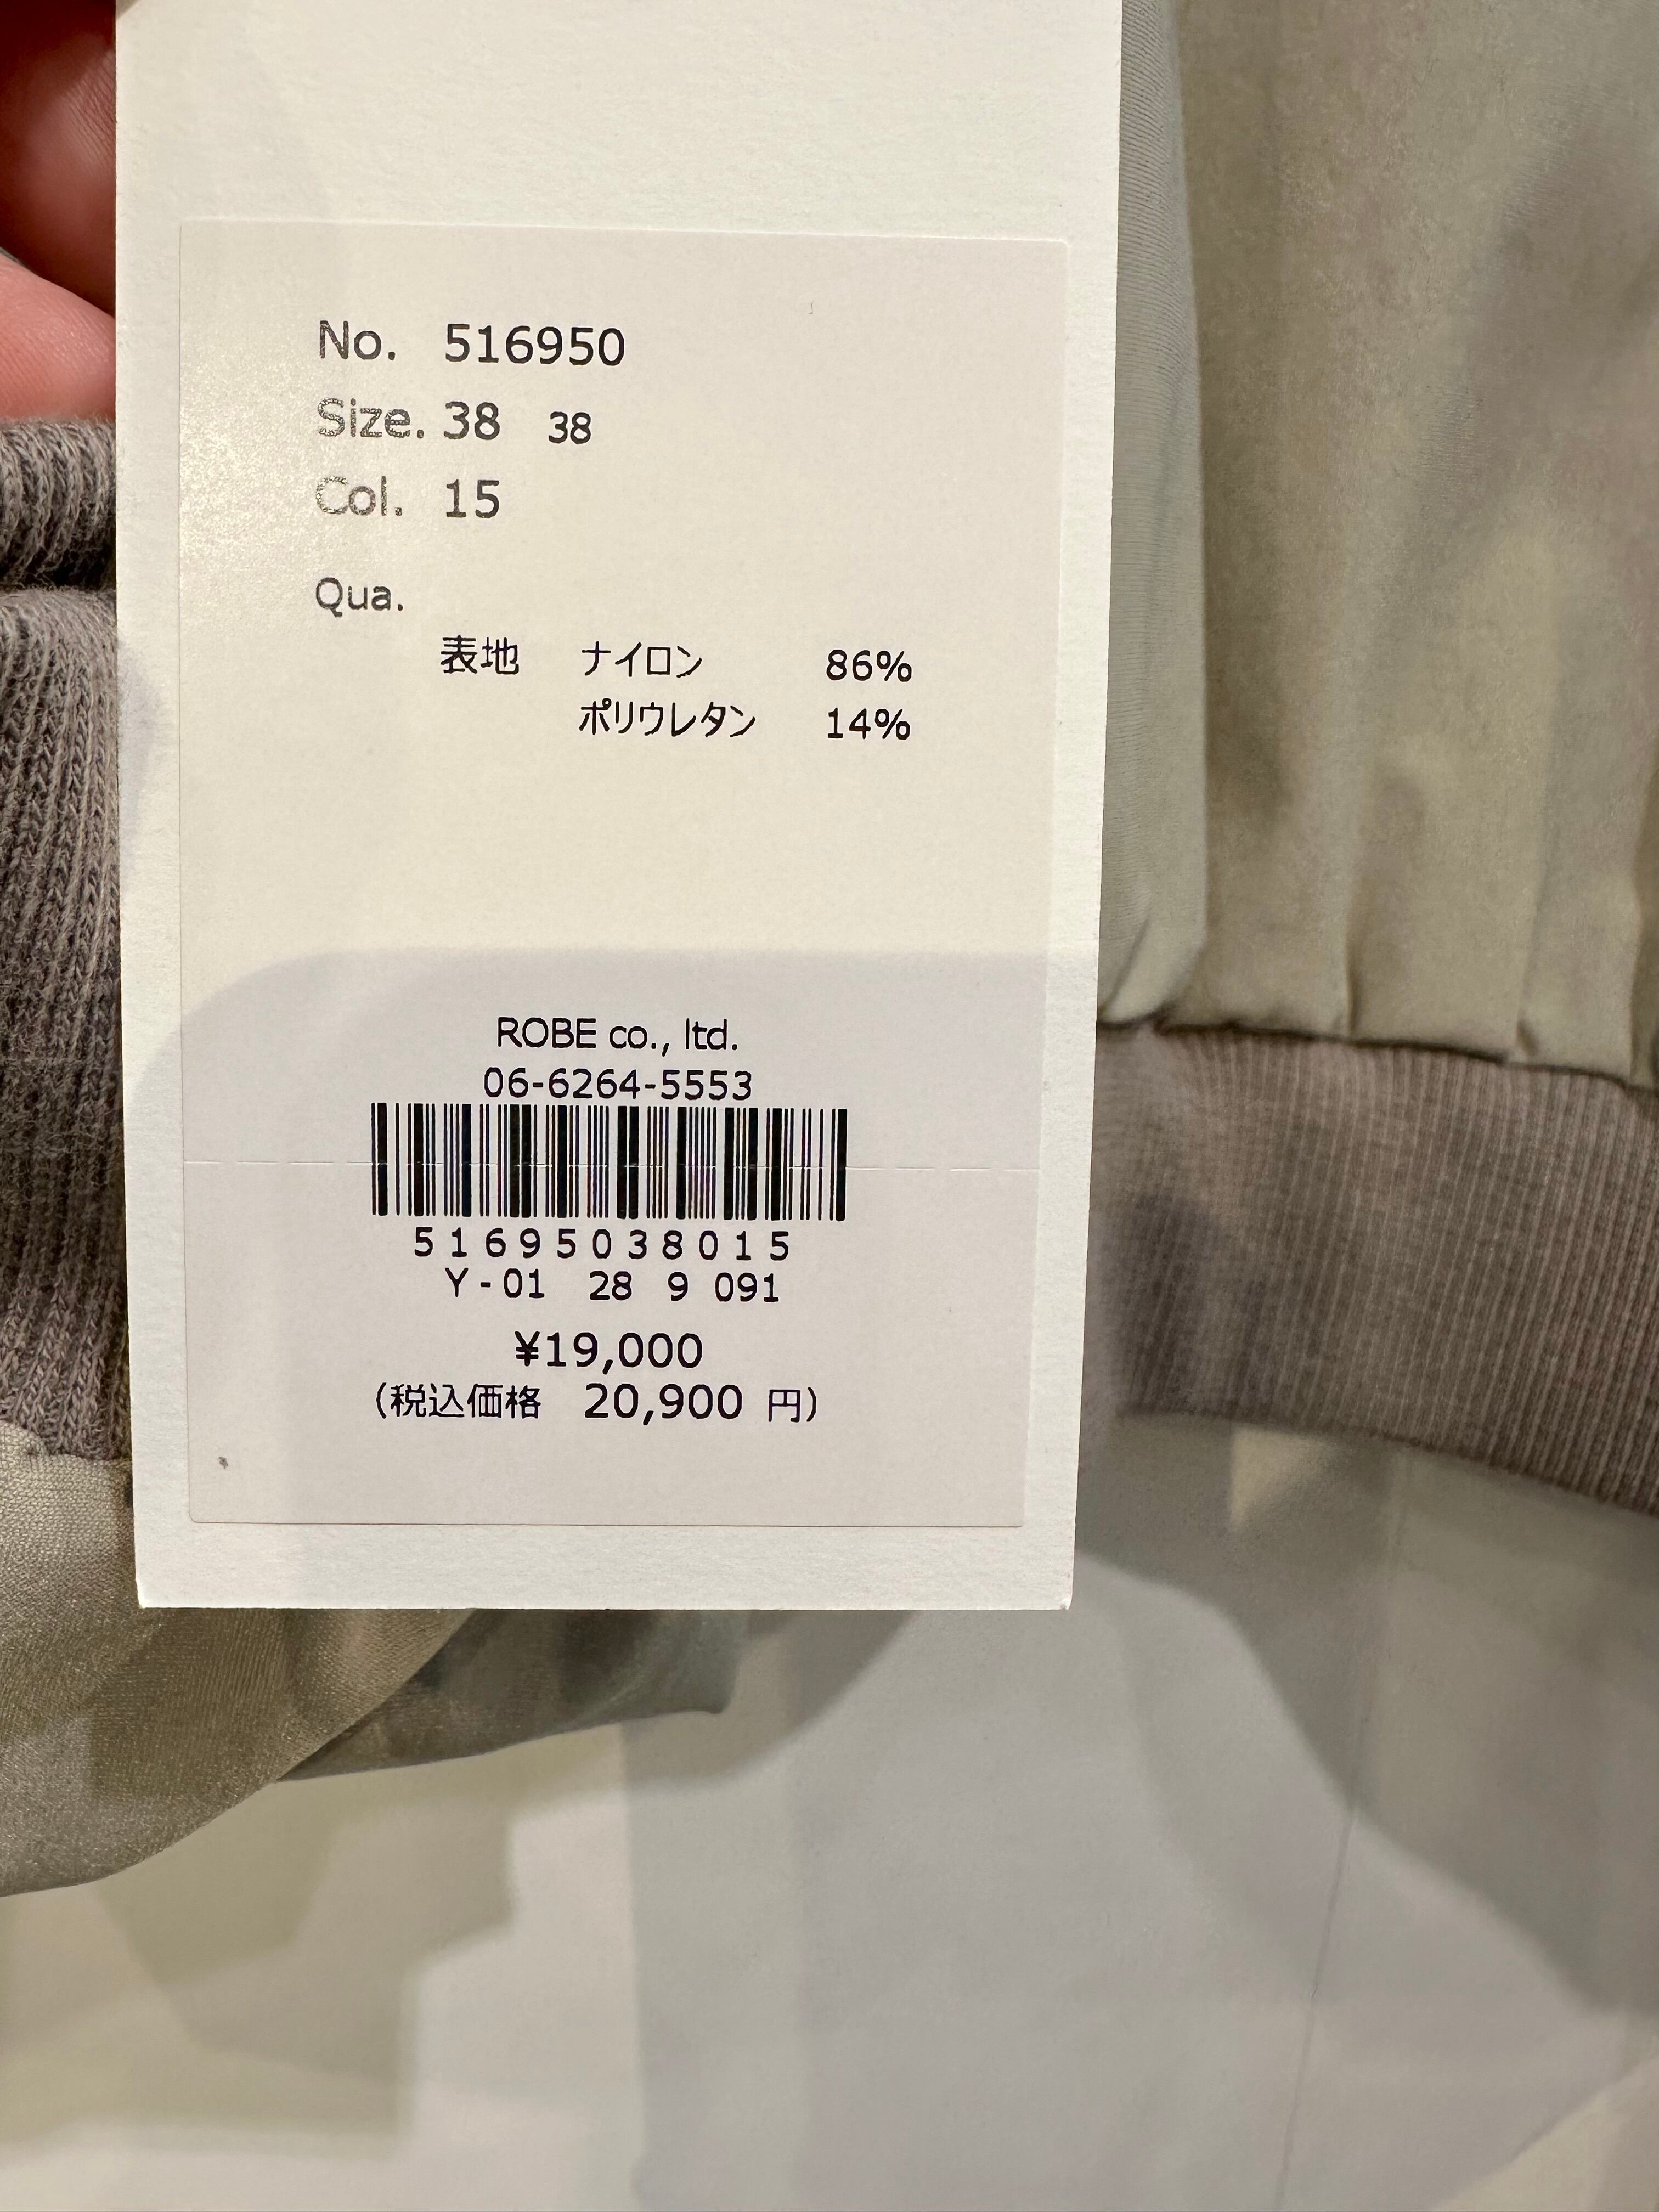 No. 516950
Size. 38 38
Col. 15
Qua.
表地 ナイロン 86%
ポリウレタン 14%
ROBE co., ltd.
06-6264-5553
51695038015
Y-01 28 9 091
¥19,000
(税込価格 20,900 円)